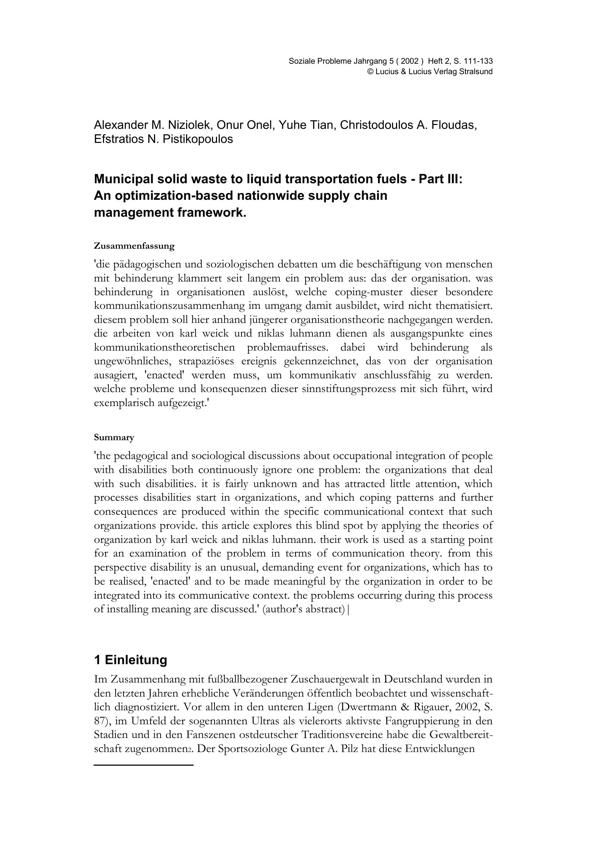 Soziale Probleme Jahrgang 5 ( 2002 ) Heft 2, S. 111-133
© Lucius & Lucius Verlag Stralsund
Alexander M. Niziolek, Onur Onel, Yuhe Tian, Christodoulos A. Floudas,
Efstratios N. Pistikopoulos
Municipal solid waste to liquid transportation fuels - Part III:
An optimization-based nationwide supply chain
management framework.
Zusammenfassung
'die pädagogischen und soziologischen debatten um die beschäftigung von menschen
mit behinderung klammert seit langem ein problem aus: das der organisation. was
behinderung in organisationen auslöst, welche coping-muster dieser besondere
kommunikationszusammenhang im umgang damit ausbildet, wird nicht thematisiert.
diesem problem soll hier anhand jüngerer organisationstheorie nachgegangen werden.
die arbeiten von karl weick und niklas luhmann dienen als ausgangspunkte eines
kommunikationstheoretischen problemaufrisses. dabei wird behinderung als
ungewöhnliches, strapaziöses ereignis gekennzeichnet, das von der organisation
ausagiert, 'enacted' werden muss, um kommunikativ anschlussfähig zu werden.
welche probleme und konsequenzen dieser sinnstiftungsprozess mit sich führt, wird
exemplarisch aufgezeigt.'
Summary
'the pedagogical and sociological discussions about occupational integration of people
with disabilities both continuously ignore one problem: the organizations that deal
with such disabilities. it is fairly unknown and has attracted little attention, which
processes disabilities start in organizations, and which coping patterns and further
consequences are produced within the specific communicational context that such
organizations provide. this article explores this blind spot by applying the theories of
organization by karl weick and niklas luhmann. their work is used as a starting point
for an examination of the problem in terms of communication theory. from this
perspective disability is an unusual, demanding event for organizations, which has to
be realised, 'enacted' and to be made meaningful by the organization in order to be
integrated into its communicative context. the problems occurring during this process
of installing meaning are discussed.' (author's abstract)|
1 Einleitung
Im Zusammenhang mit fußballbezogener Zuschauergewalt in Deutschland wurden in
den letzten Jahren erhebliche Veränderungen öffentlich beobachtet und wissenschaft-
lich diagnostiziert. Vor allem in den unteren Ligen (Dwertmann & Rigauer, 2002, S.
87), im Umfeld der sogenannten Ultras als vielerorts aktivste Fangruppierung in den
Stadien und in den Fanszenen ostdeutscher Traditionsvereine habe die Gewaltbereit-
schaft zugenommen2. Der Sportsoziologe Gunter A. Pilz hat diese Entwicklungen